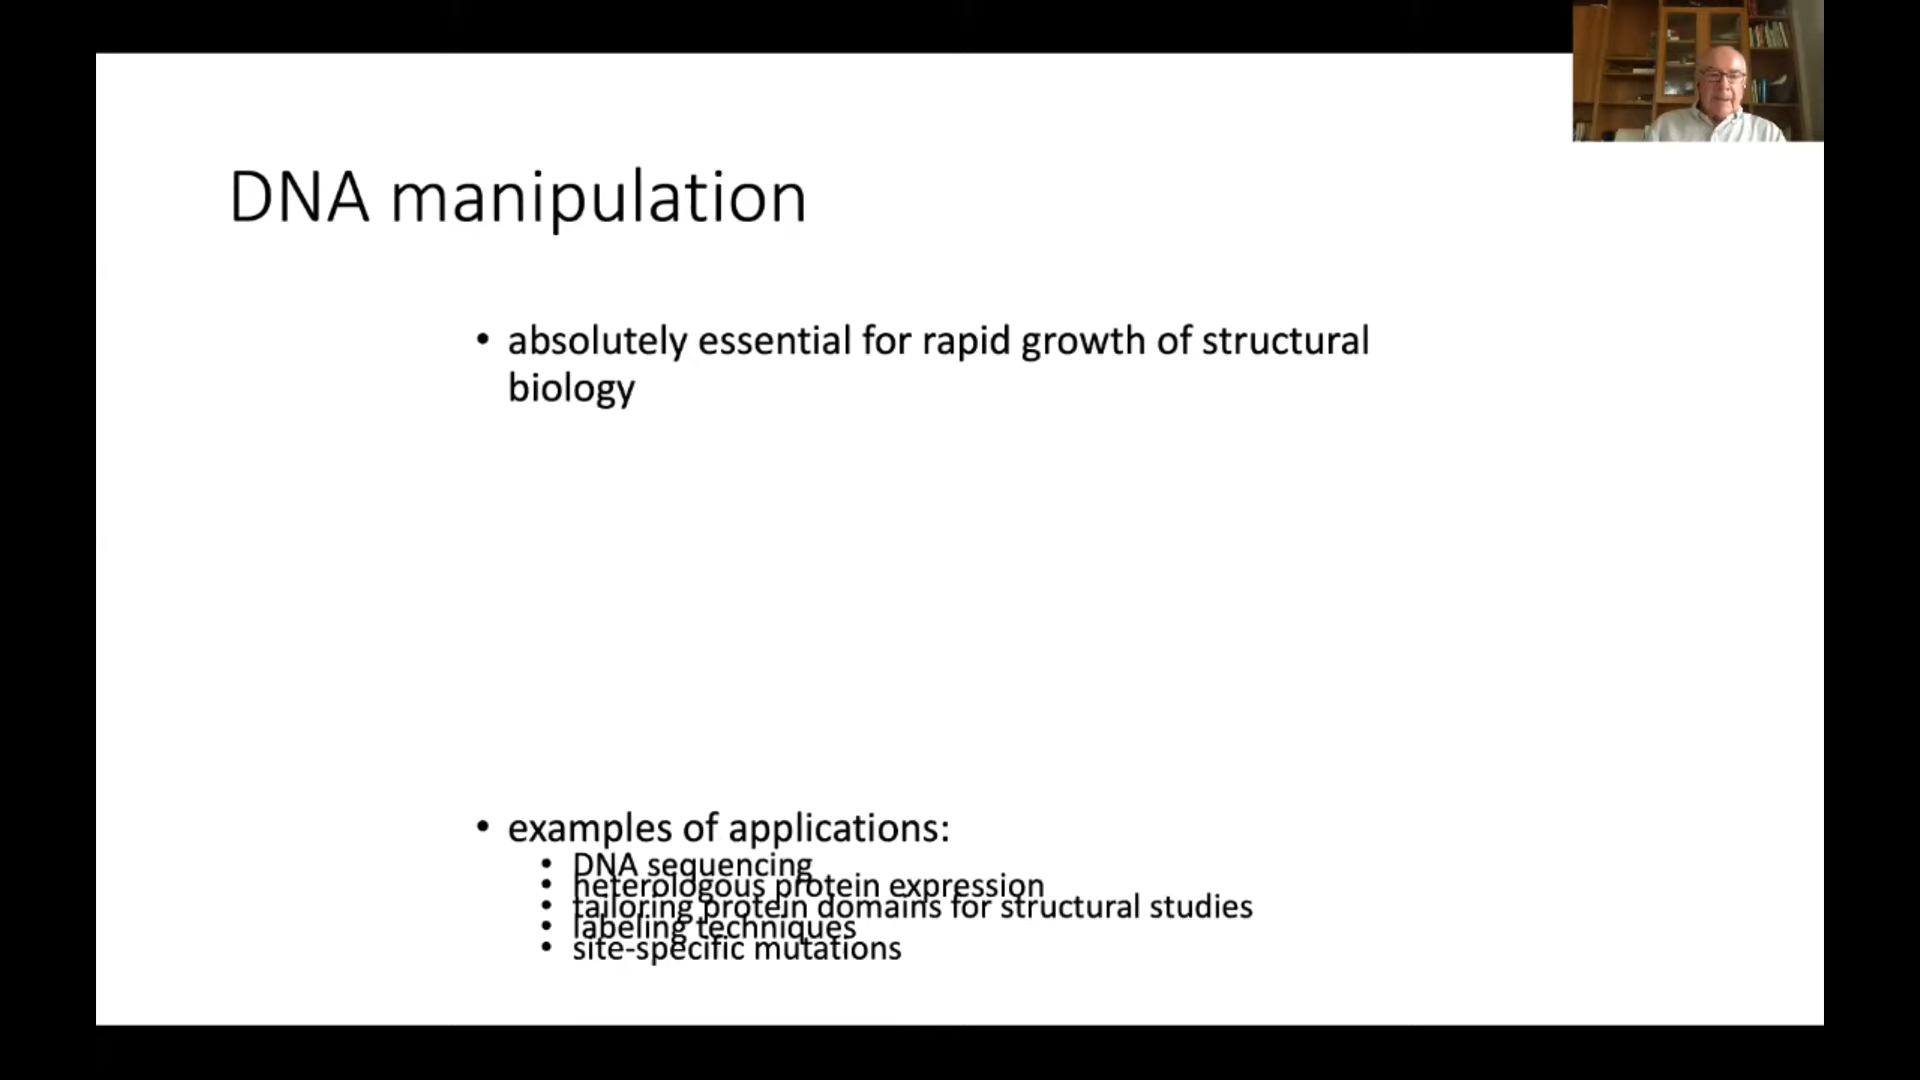 DNA manipulation
• absolutely essential for rapid growth of structural
biology
• examples of applications:
• DNA sequencing
• heterologous protein expression
• tailoring protein domains for structural studies
• labeling techniques
• site-specific mutations